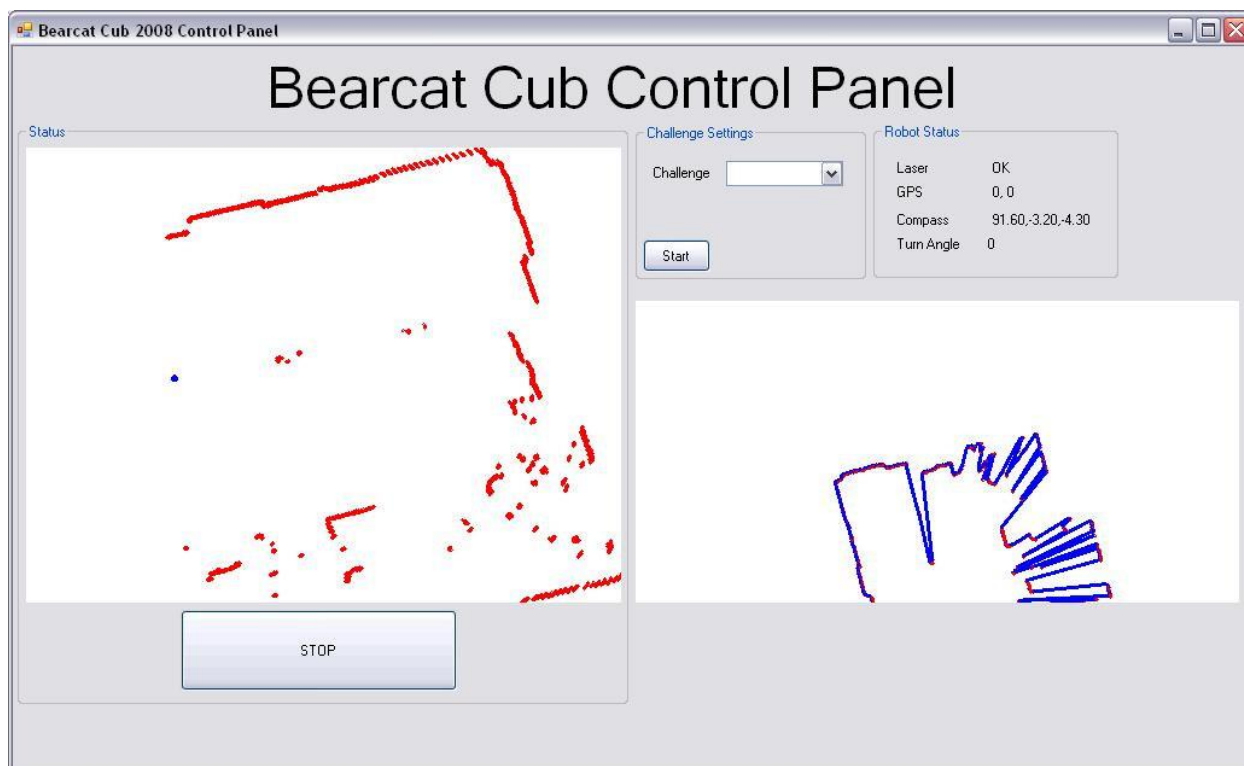 Bearcat Cub 2008 Control Panel
Bearcat Cub Control Panel
Status
STOP
Challenge Settings
Challenge
Start
Robot Status
Laser OK
GPS 0, 0
Compass 91.60,-3.20,-4.30
Turn Angle 0